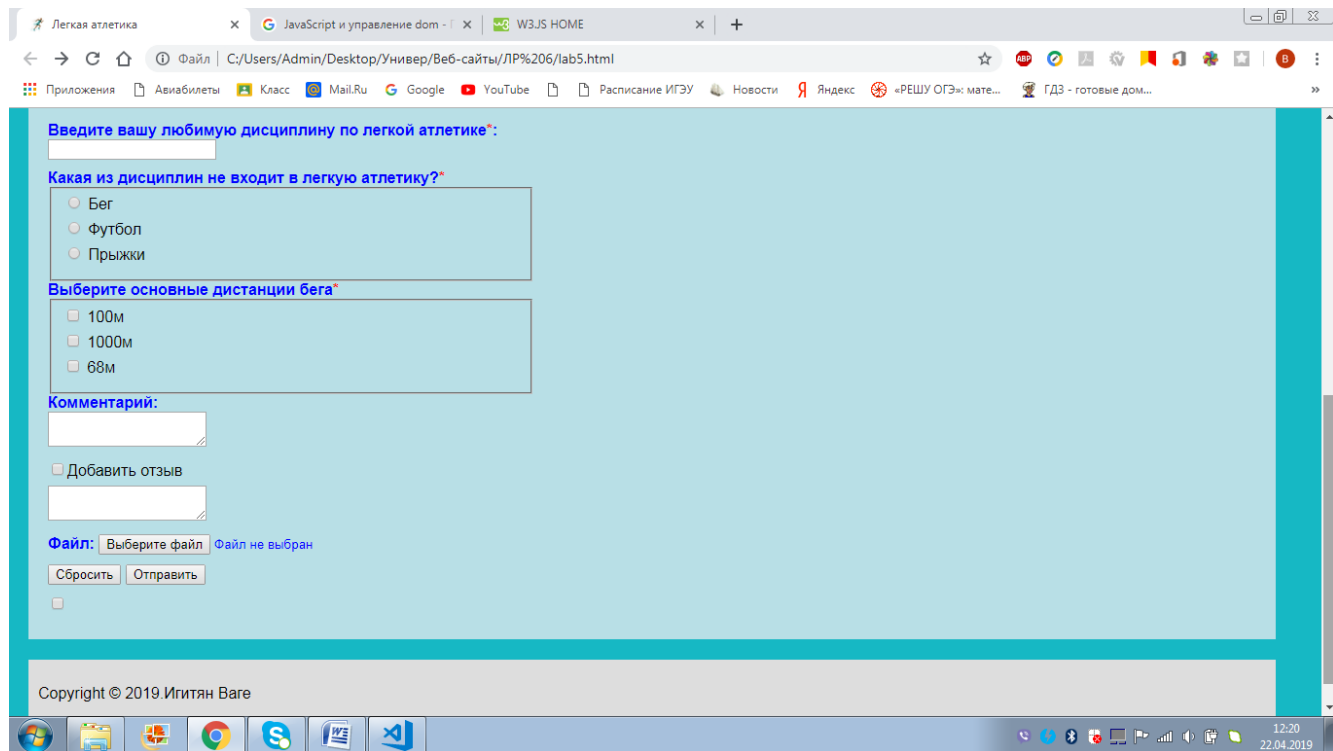 Легкая атлетика
JavaScript и управление dom - Г
W3.JS HOME
Файл C:/Users/Admin/Desktop/Универ/Веб-сайты/ЛР%206/lab5.html
ABP
В
Приложения Авиабилеты Класс Mail.Ru Google YouTube Расписание ИГЭУ Новости Яндекс «РЕШУ ОГЭ»: мате... ГДЗ - готовые дом... »
Введите вашу любимую дисциплину по легкой атлетике*:
Какая из дисциплин не входит в легкую атлетику?*
Бег
Футбол
Прыжки
Выберите основные дистанции бега*
100м
1000м
68м
Комментарий:
Добавить отзыв
Файл: Выберите файл Файл не выбран
Сбросить Отправить
Copyright © 2019.Игитян Ваге
12:20
22.04.2019